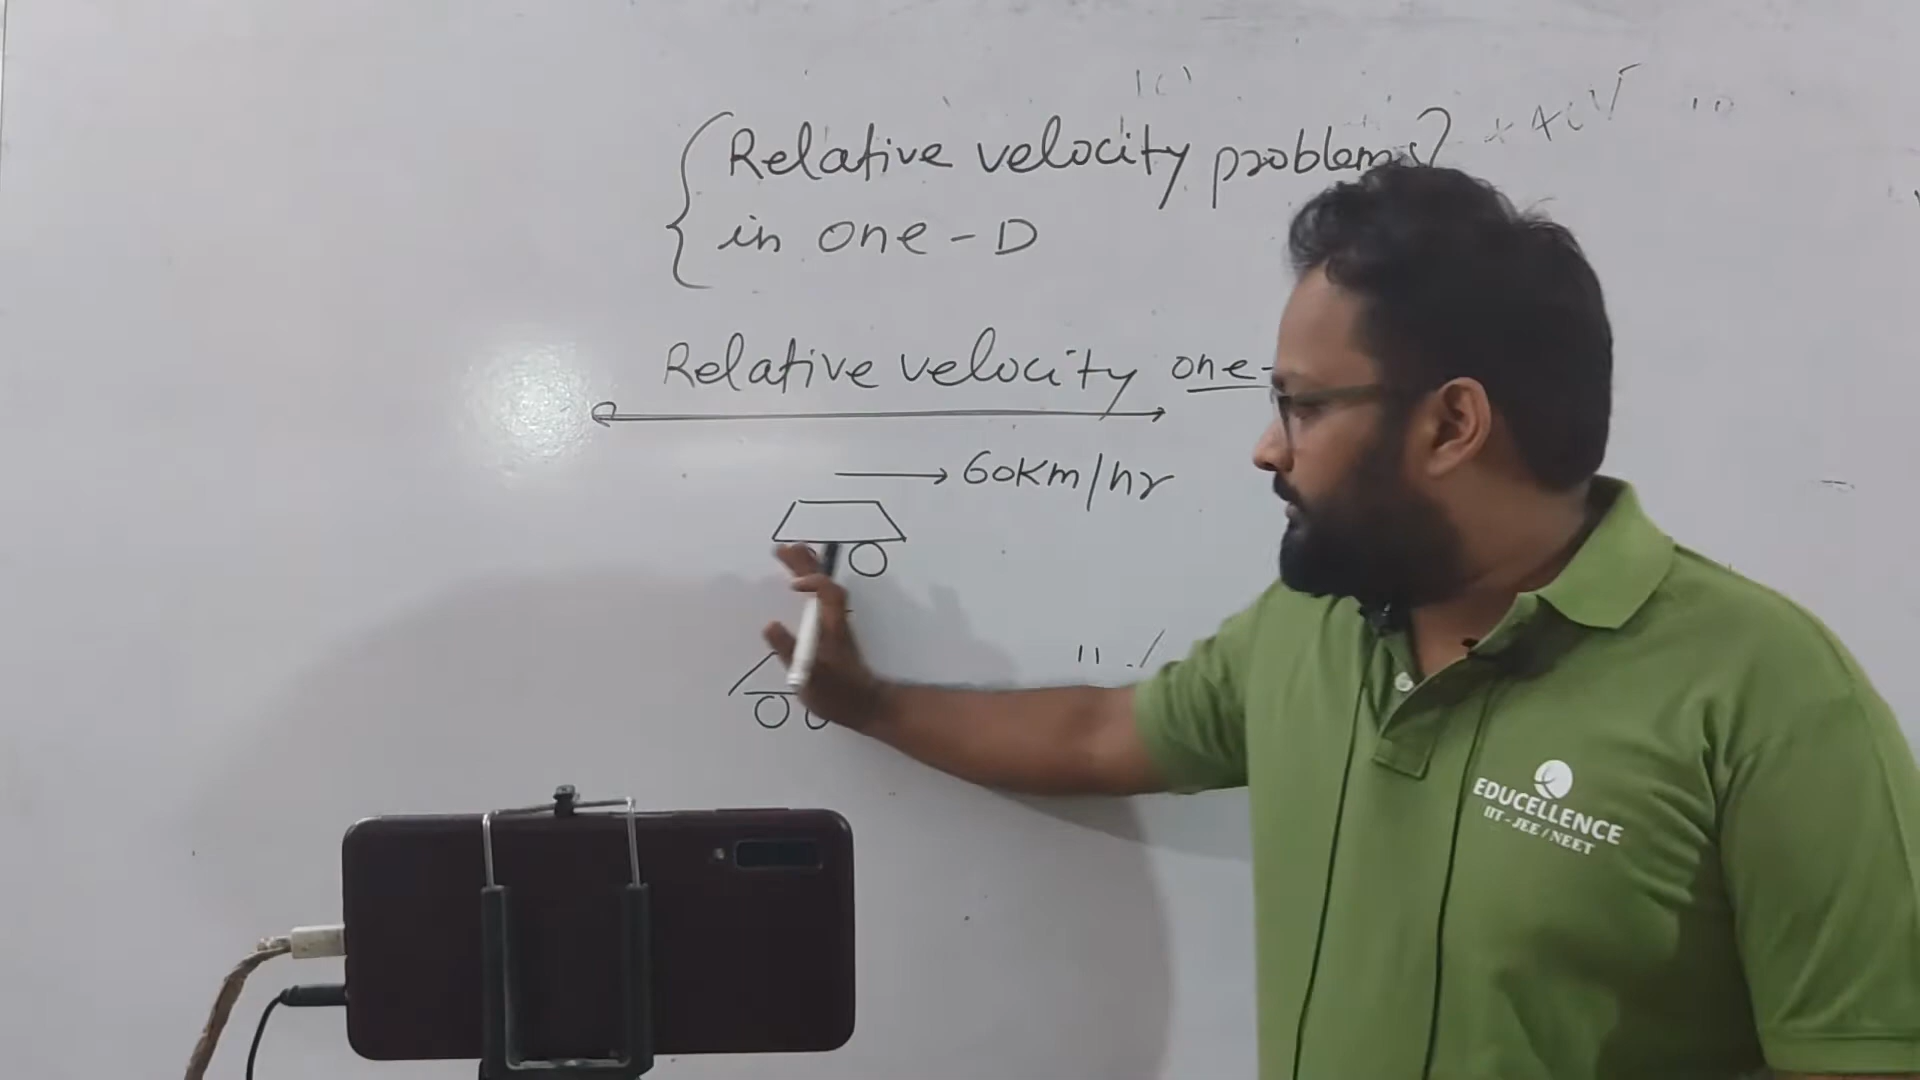 Relative velocity problems
in one-D
Relative velocity one-
60Km/hr
EDUCELLENCE
IIT-JEE/NEET